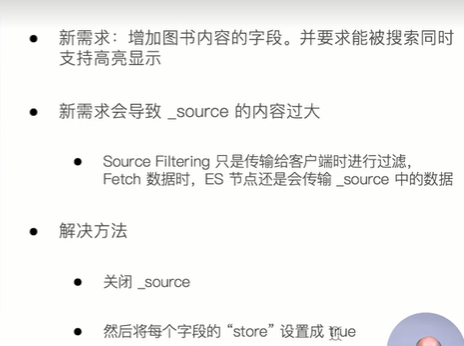 新需求：增加图书内容的字段。并要求能被搜索同时
支持高亮显示
新需求会导致 _source 的内容过大
Source Filtering 只是传输给客户端时进行过滤，
Fetch 数据时，ES 节点还是会传输 _source 中的数据
解决方法
关闭 _source
然后将每个字段的 “store” 设置成 true